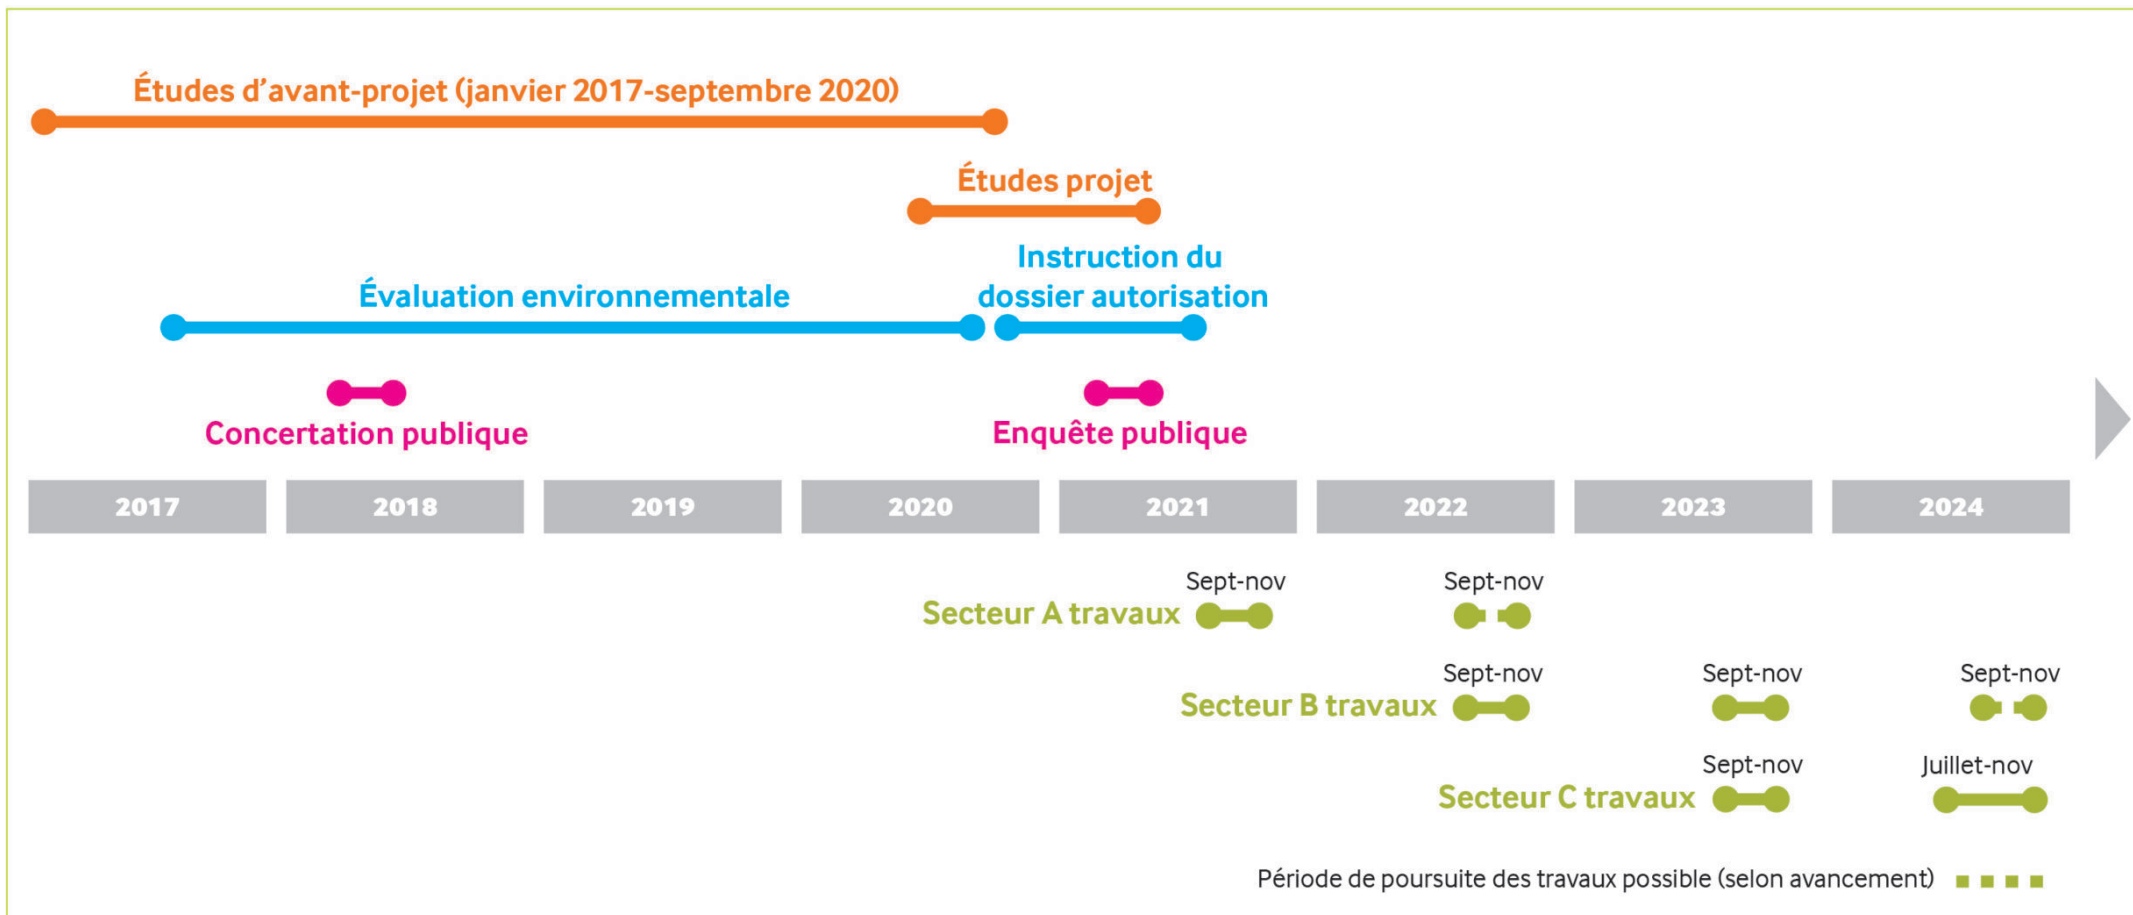 Études d’avant-projet (janvier 2017-septembre 2020)
Études projet
Instruction du
dossier autorisation
Évaluation environnementale
Concertation publique
Enquête publique
2017
2018
2019
2020
2021
2022
2023
2024
Sept-nov
Sept-nov
Secteur A travaux
Sept-nov
Sept-nov
Sept-nov
Secteur B travaux
Sept-nov
Juillet-nov
Secteur C travaux
Période de poursuite des travaux possible (selon avancement)